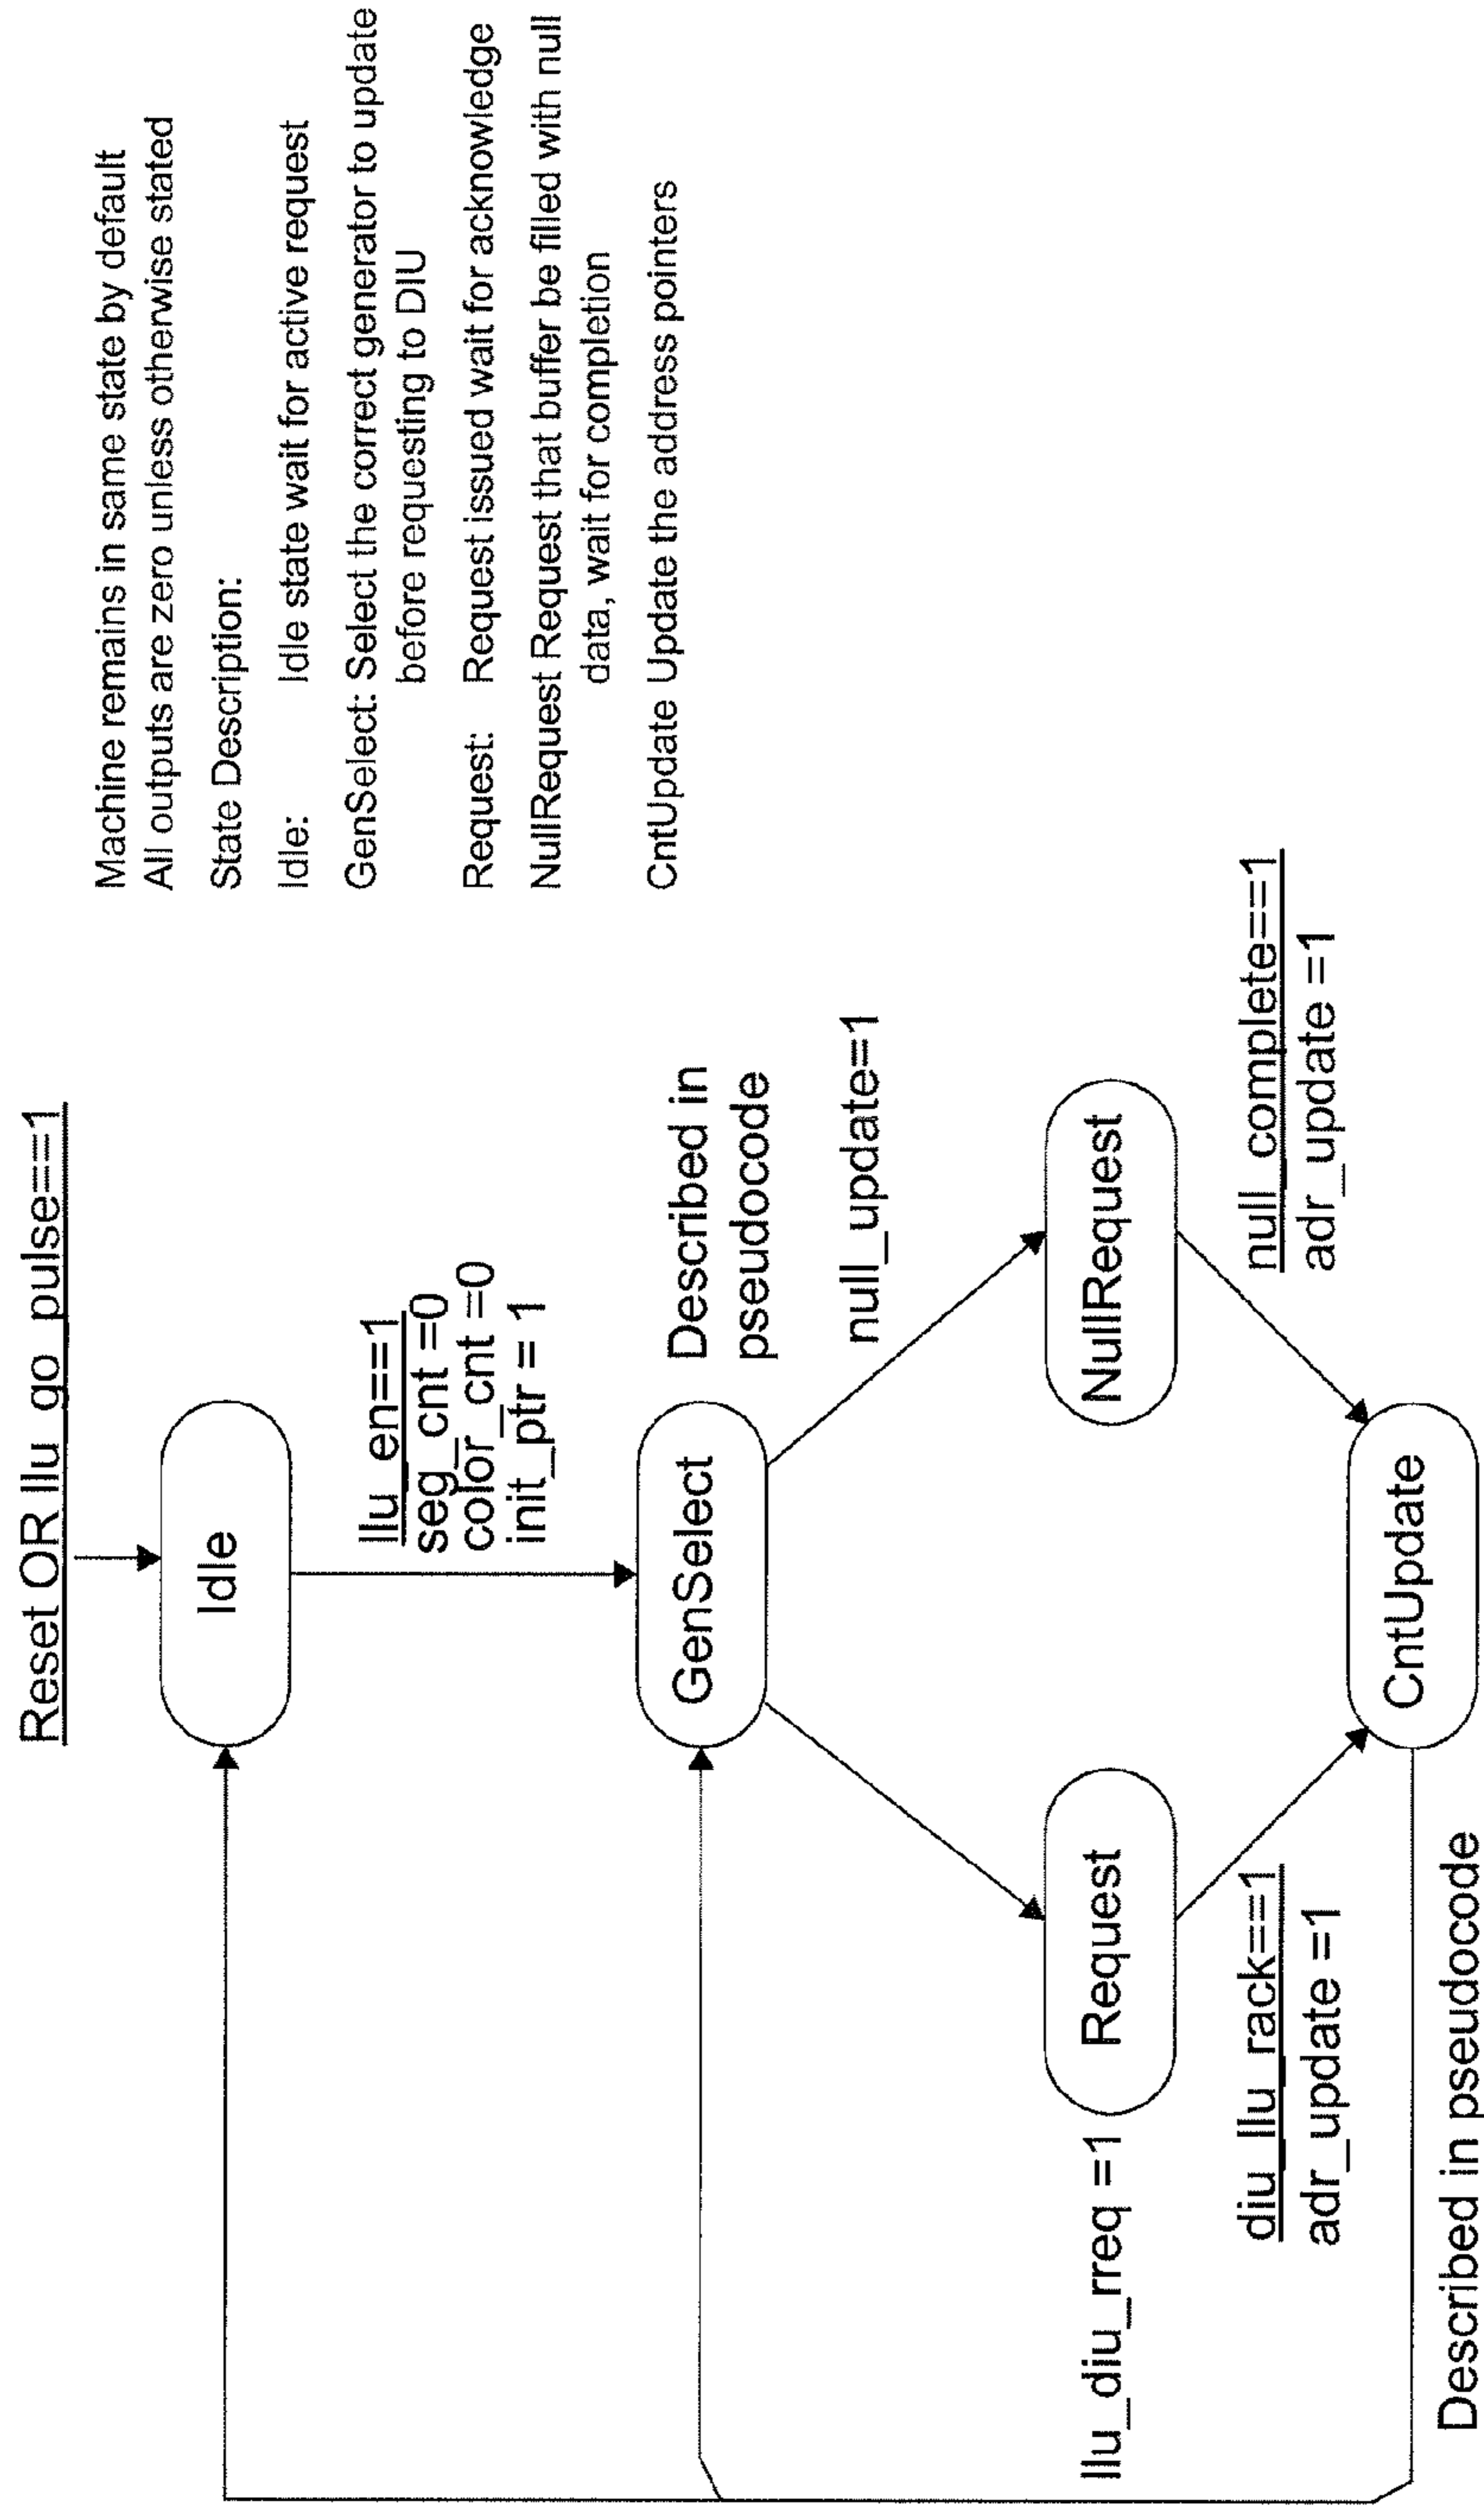 Reset OR llu_go_pulse==1
Idle
llu_en==1
seg_cnt =0
color_cnt =0
init_ptr = 1
GenSelect
Described in
pseudocode
null_update=1
llu_diu_rreq =1
Request
NullRequest
diu_llu_rack==1
adr_update =1
null_complete==1
adr_update =1
CntUpdate
Described in pseudocode
Machine remains in same state by default
All outputs are zero unless otherwise stated
State Description:
Idle: Idle state wait for active request
GenSelect: Select the correct generator to update
before requesting to DIU
Request: Request issued wait for acknowledge
NullRequest Request that buffer be filled with null
data, wait for completion
CntUpdate Update the address pointers